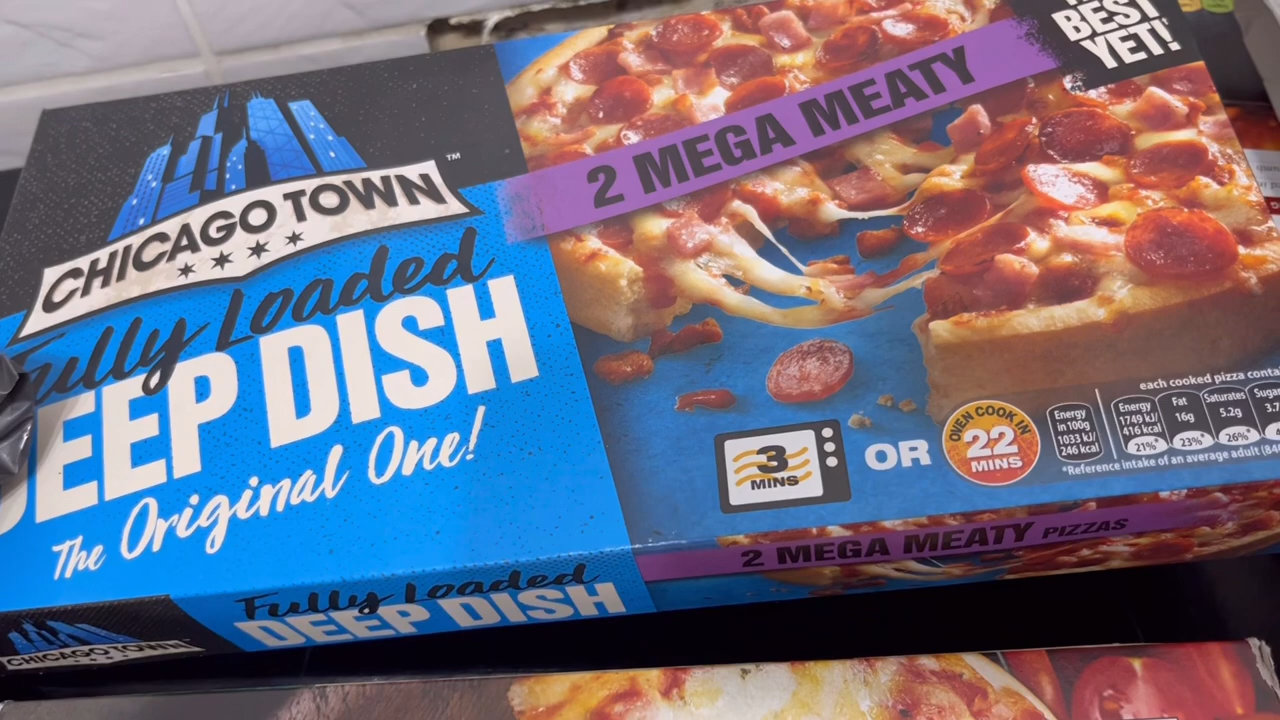 CHICAGO TOWN™
Fully Loaded
DEEP DISH
The Original One!
2 MEGA MEATY
BEST
YET!
3
MINS
OR
OVEN COOK IN
22
MINS
each cooked pizza
Energy
in 100g
1033 kJ/
246 kcal
Energy
1749 kJ/
416 kcal
21%*
Fat
16g
23%*
Saturates
5.2g
26%*
*Reference intake of an average adult
2 MEGA MEATY PIZZAS
Fully Loaded
DEEP DISH
CHICAGO TOWN